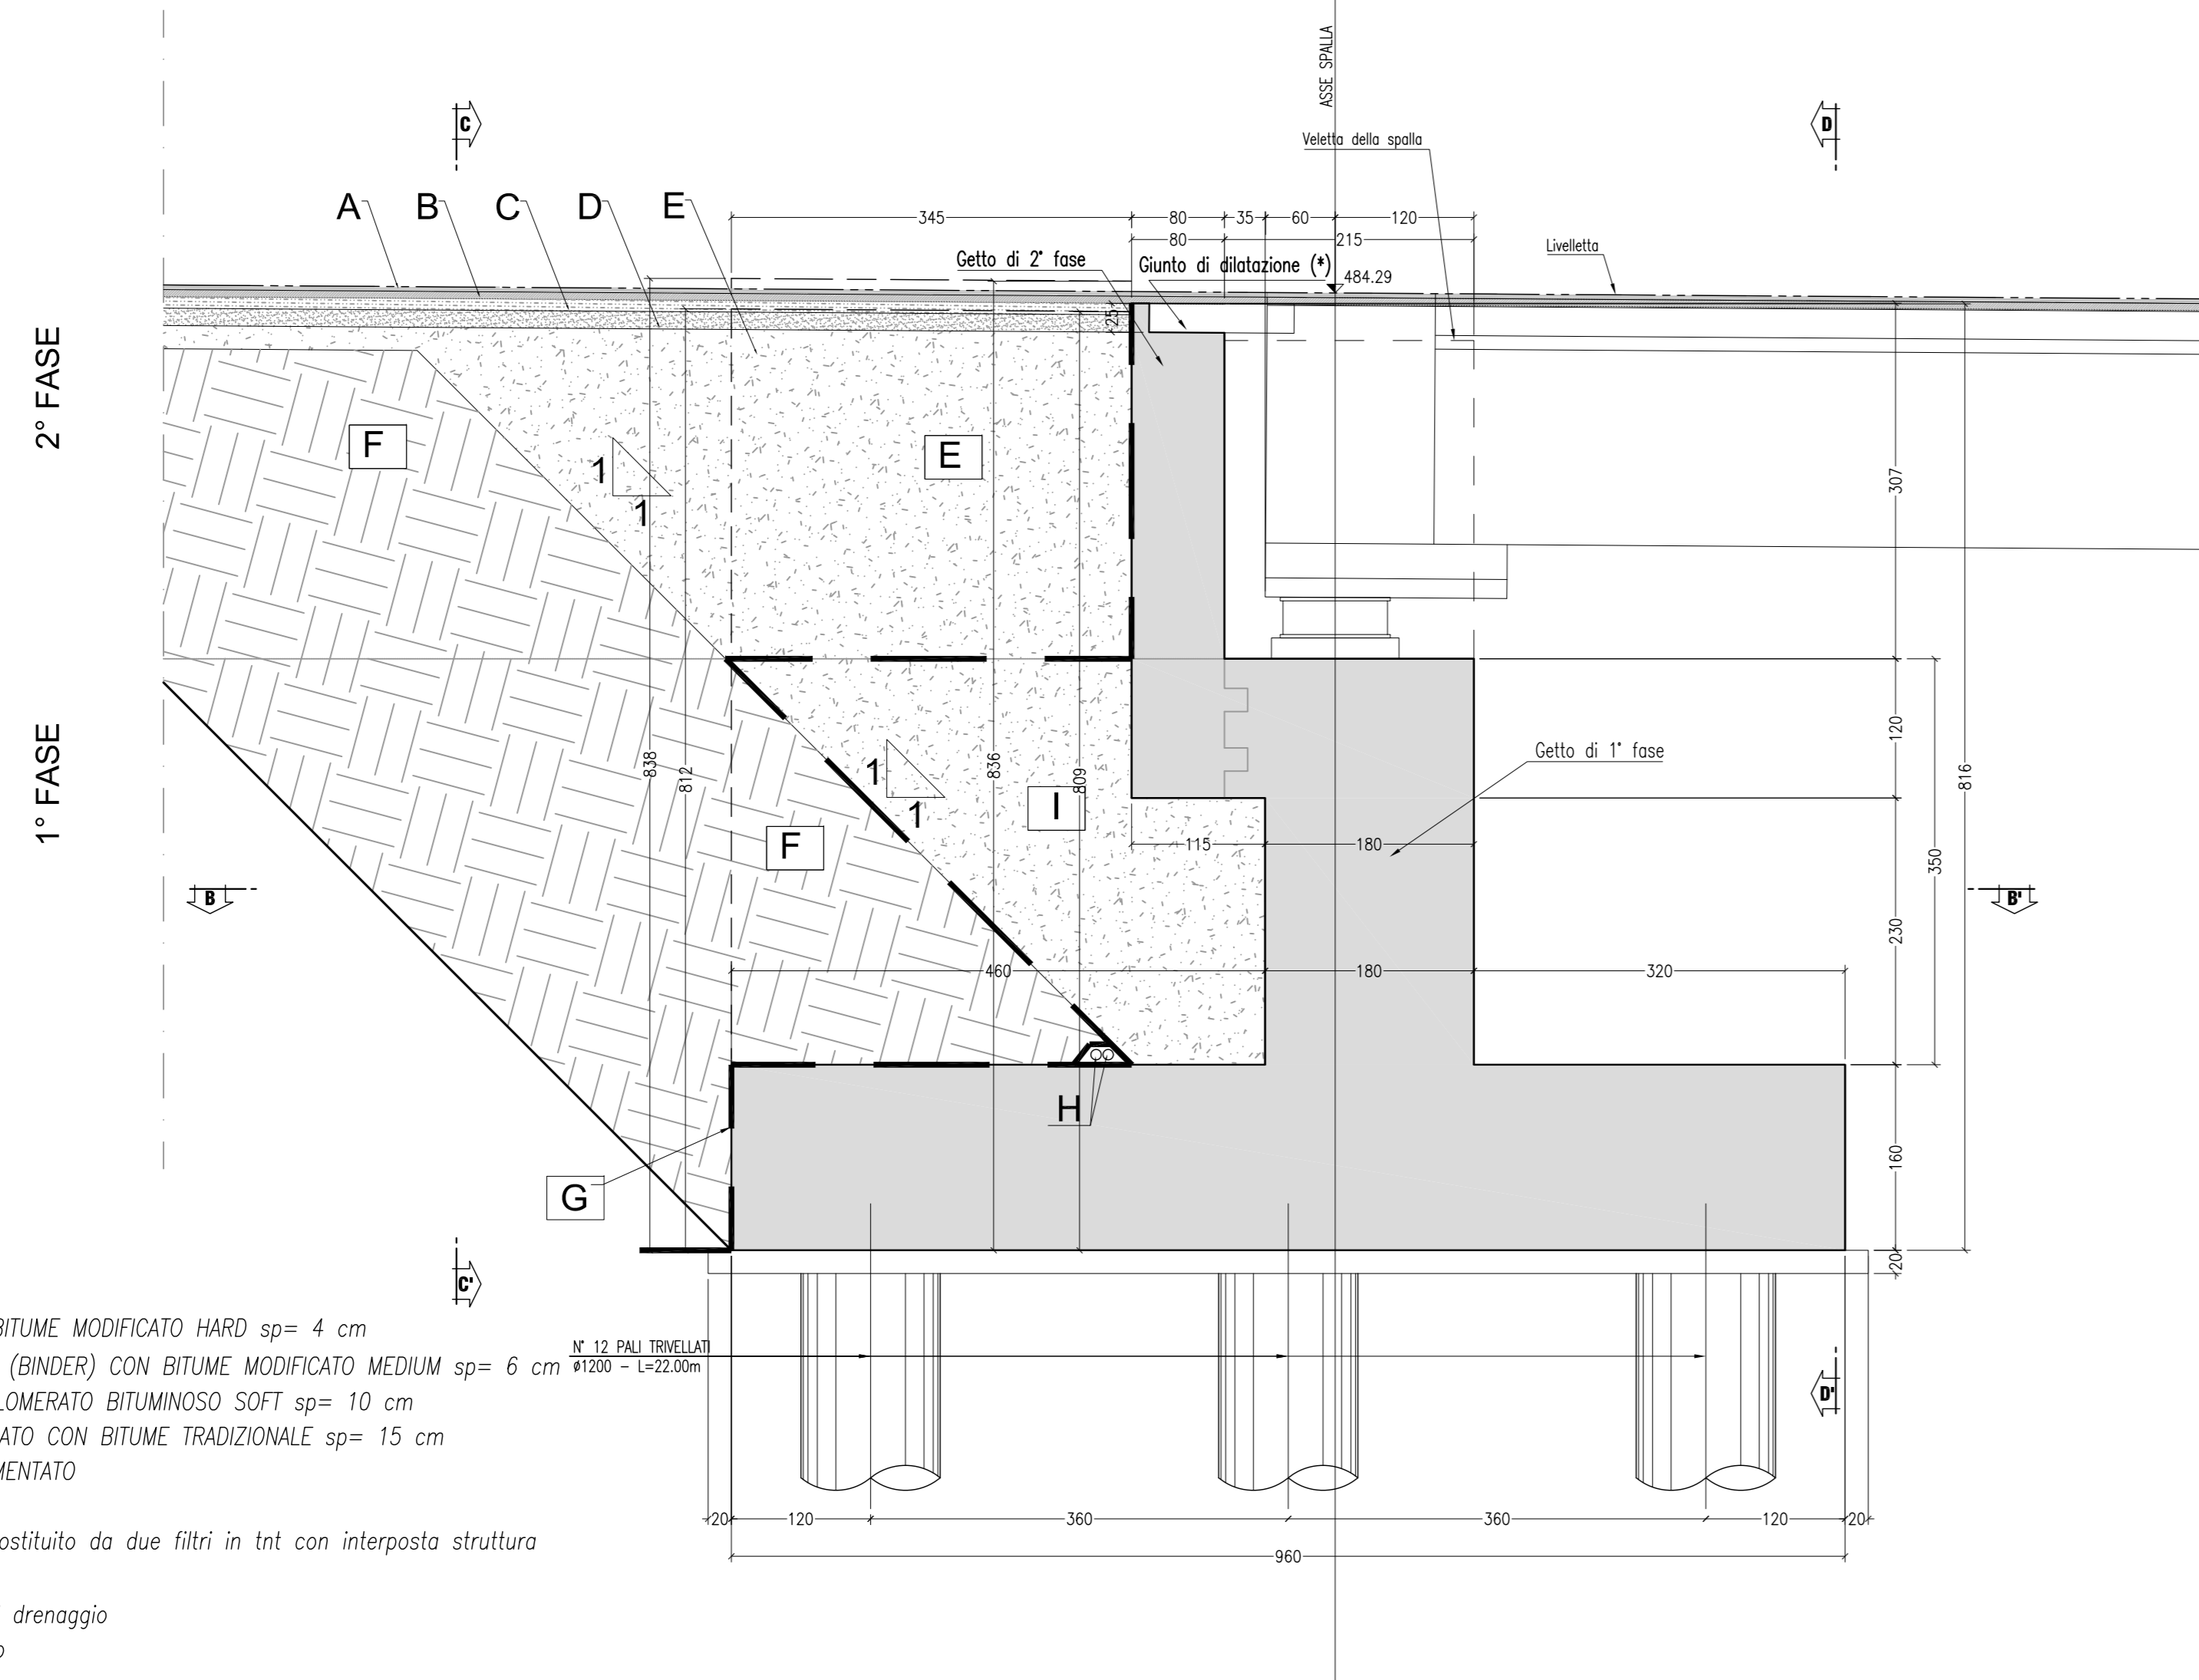 ASSE SPALLA
C
D
Veletta della spalla
A
B
C
D
E
345
80
35
60
120
80
215
Livelletta
Getto di 2° fase
Giunto di dilatazione (*)
484.29
25
2° FASE
F
1
1
E
307
1° FASE
838
812
836
809
1
1
I
F
Getto di 1° fase
120
816
115
180
350
B
B'
230
460
180
320
H
G
160
20
C'
BITUME MODIFICATO HARD sp= 4 cm
(BINDER) CON BITUME MODIFICATO MEDIUM sp= 6 cm
N° 12 PALI TRIVELLATI
ø1200 - L=22.00m
LOMERATO BITUMINOSO SOFT sp= 10 cm
D'
ATO CON BITUME TRADIZIONALE sp= 15 cm
MENTATO
20
120
360
360
120
20
ostituito da due filtri in tnt con interposta struttura
960
drenaggio